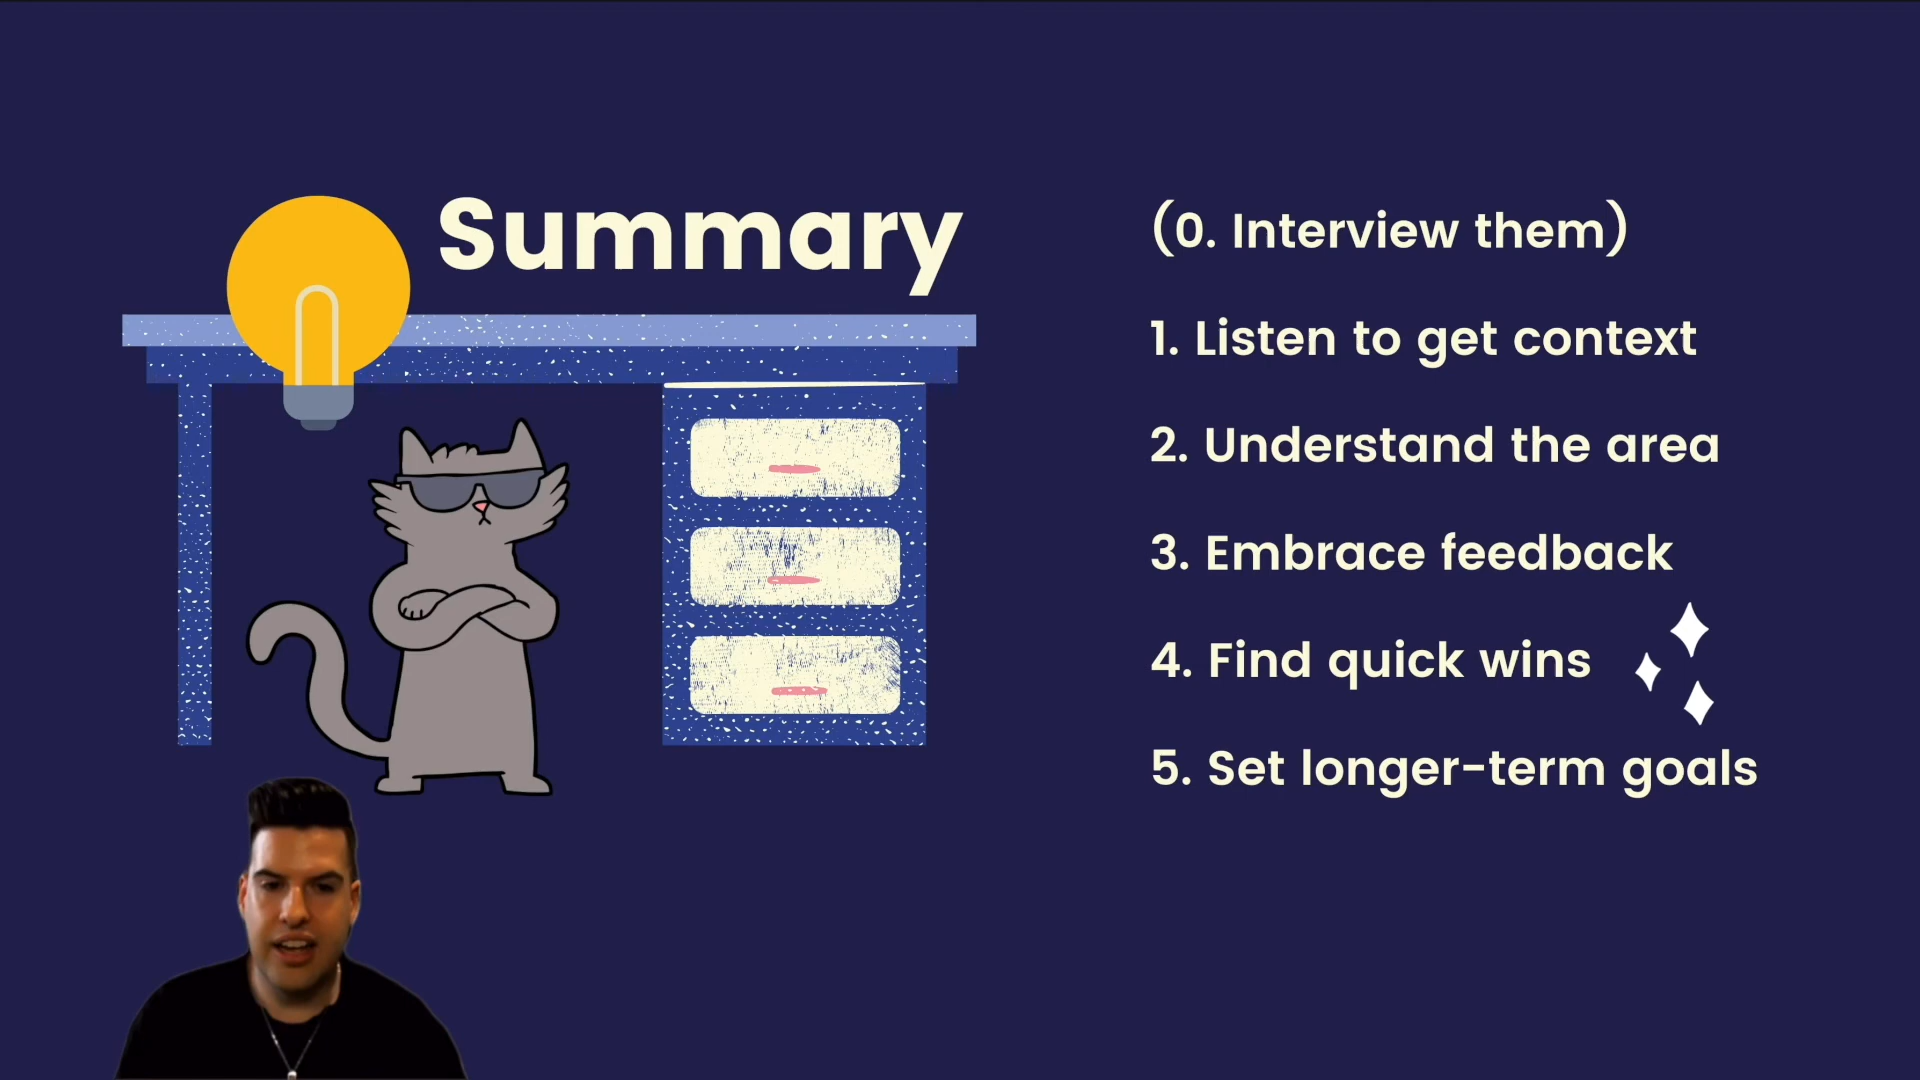 Summary
(0. Interview them)
1. Listen to get context
2. Understand the area
3. Embrace feedback
4. Find quick wins
5. Set longer-term goals